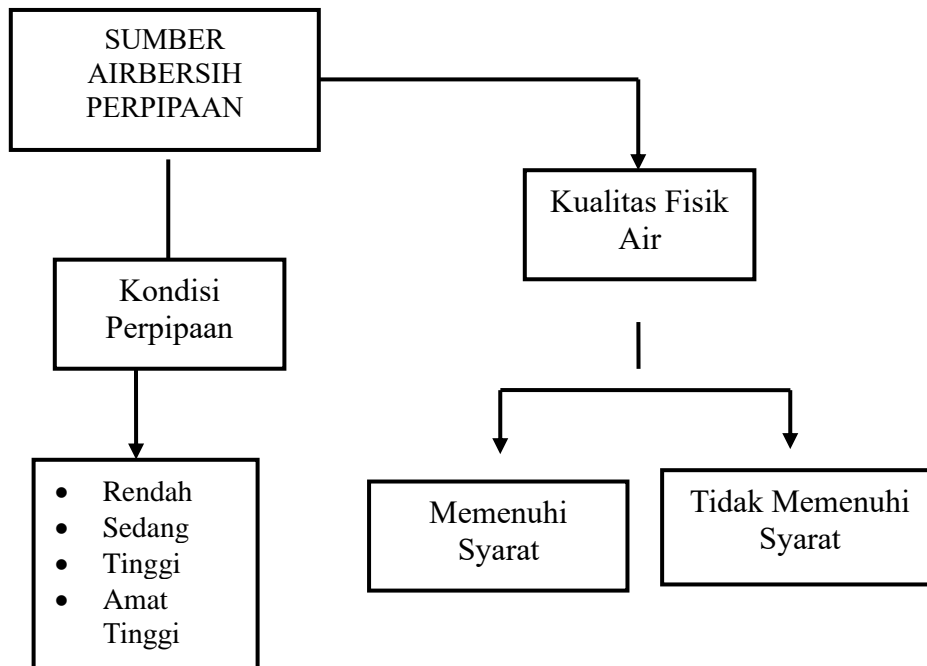 SUMBER
AIRBERSIH
PERPIPAAN
Kualitas Fisik
Air
Kondisi
Perpipaan
• Rendah
• Sedang
• Tinggi
• Amat
Tinggi
Memenuhi
Syarat
Tidak Memenuhi
Syarat